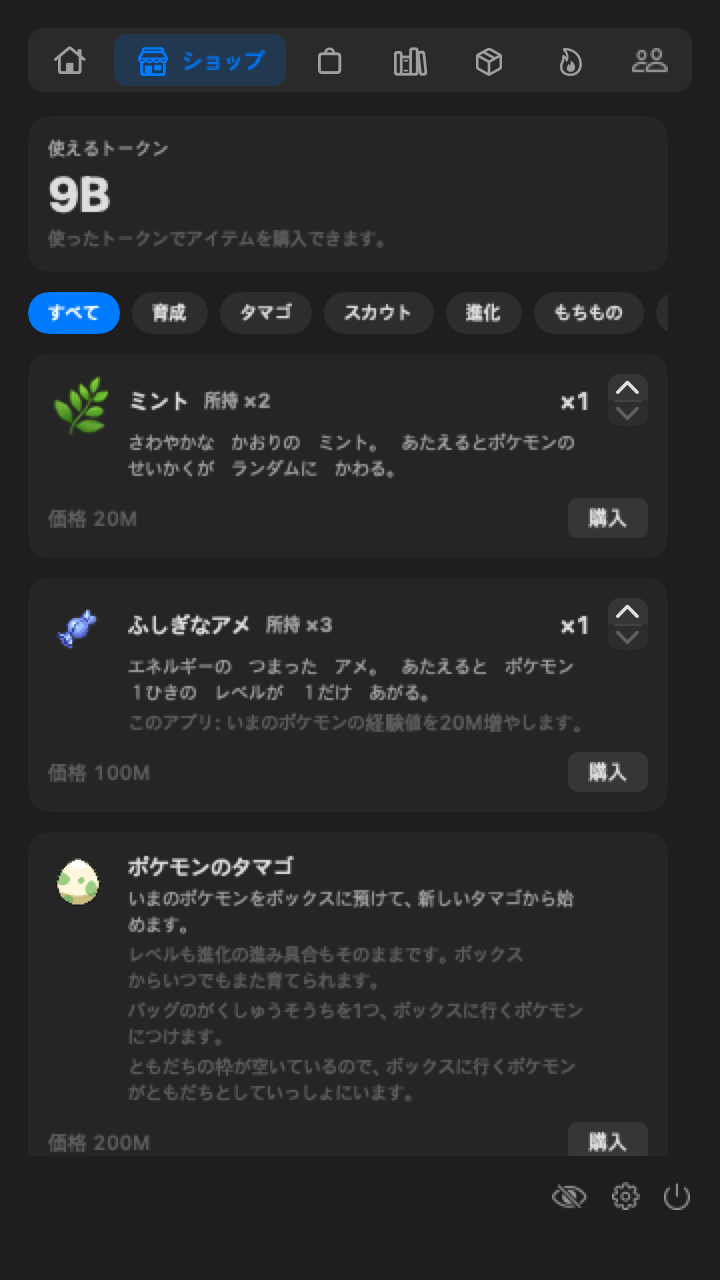 ショップ
使えるトークン
9B
使ったトークンでアイテムを購入できます。
すべて 育成 タマゴ スカウト 進化 もちもの
ミント 所持 ×2 ×1
さわやかな かおりの ミント。 あたえるとポケモンの
せいかくが ランダムに かわる。
価格 20M 購入
ふしぎなアメ 所持 ×3 ×1
エネルギーの つまった アメ。 あたえると ポケモン
1ひきの レベルが 1だけ あがる。
このアプリ: いまのポケモンの経験値を20M増やします。
価格 100M 購入
ポケモンのタマゴ
いまのポケモンをボックスに預けて、新しいタマゴから始
めます。
レベルも進化の進み具合もそのままです。ボックス
からいつでもまた育てられます。
バッグのがくしゅうそうちを1つ、ボックスに行くポケモン
につけます。
ともだちの枠が空いているので、ボックスに行くポケモン
がともだちとしていっしょにいます。
価格 200M 購入